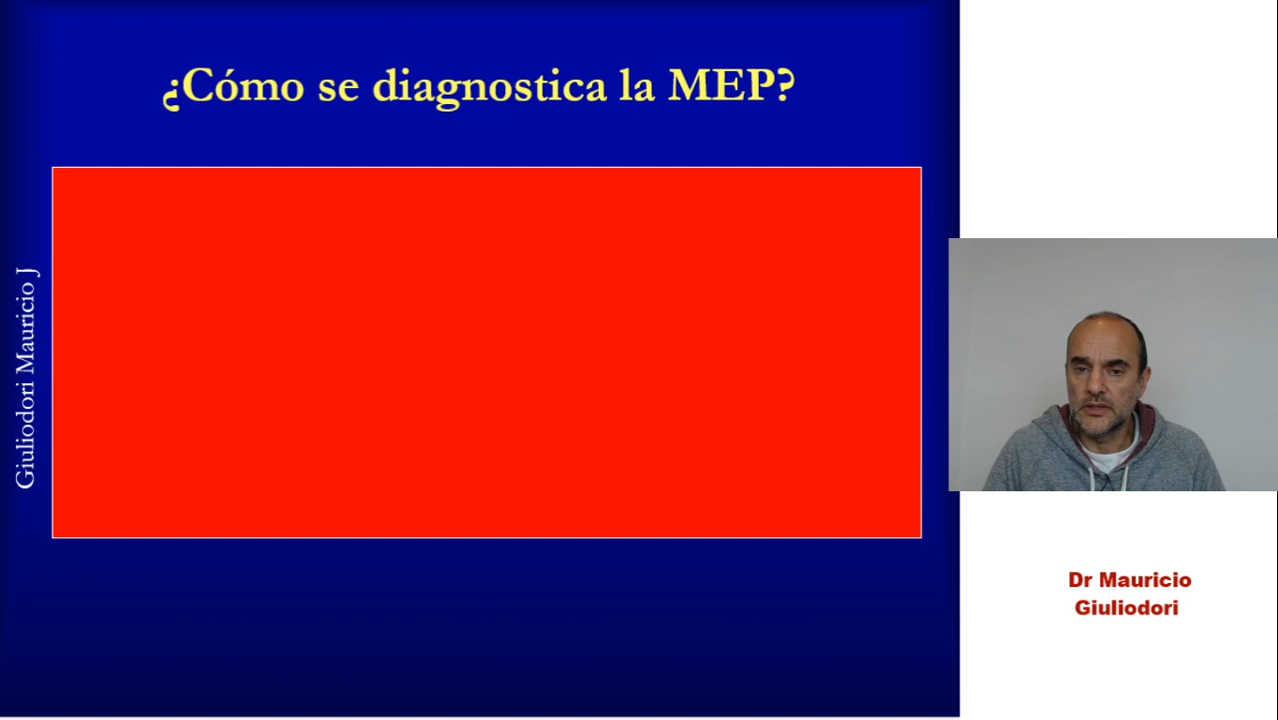 ¿Cómo se diagnostica la MEP?
Giuliodori Mauricio J
Dr Mauricio
Giuliodori